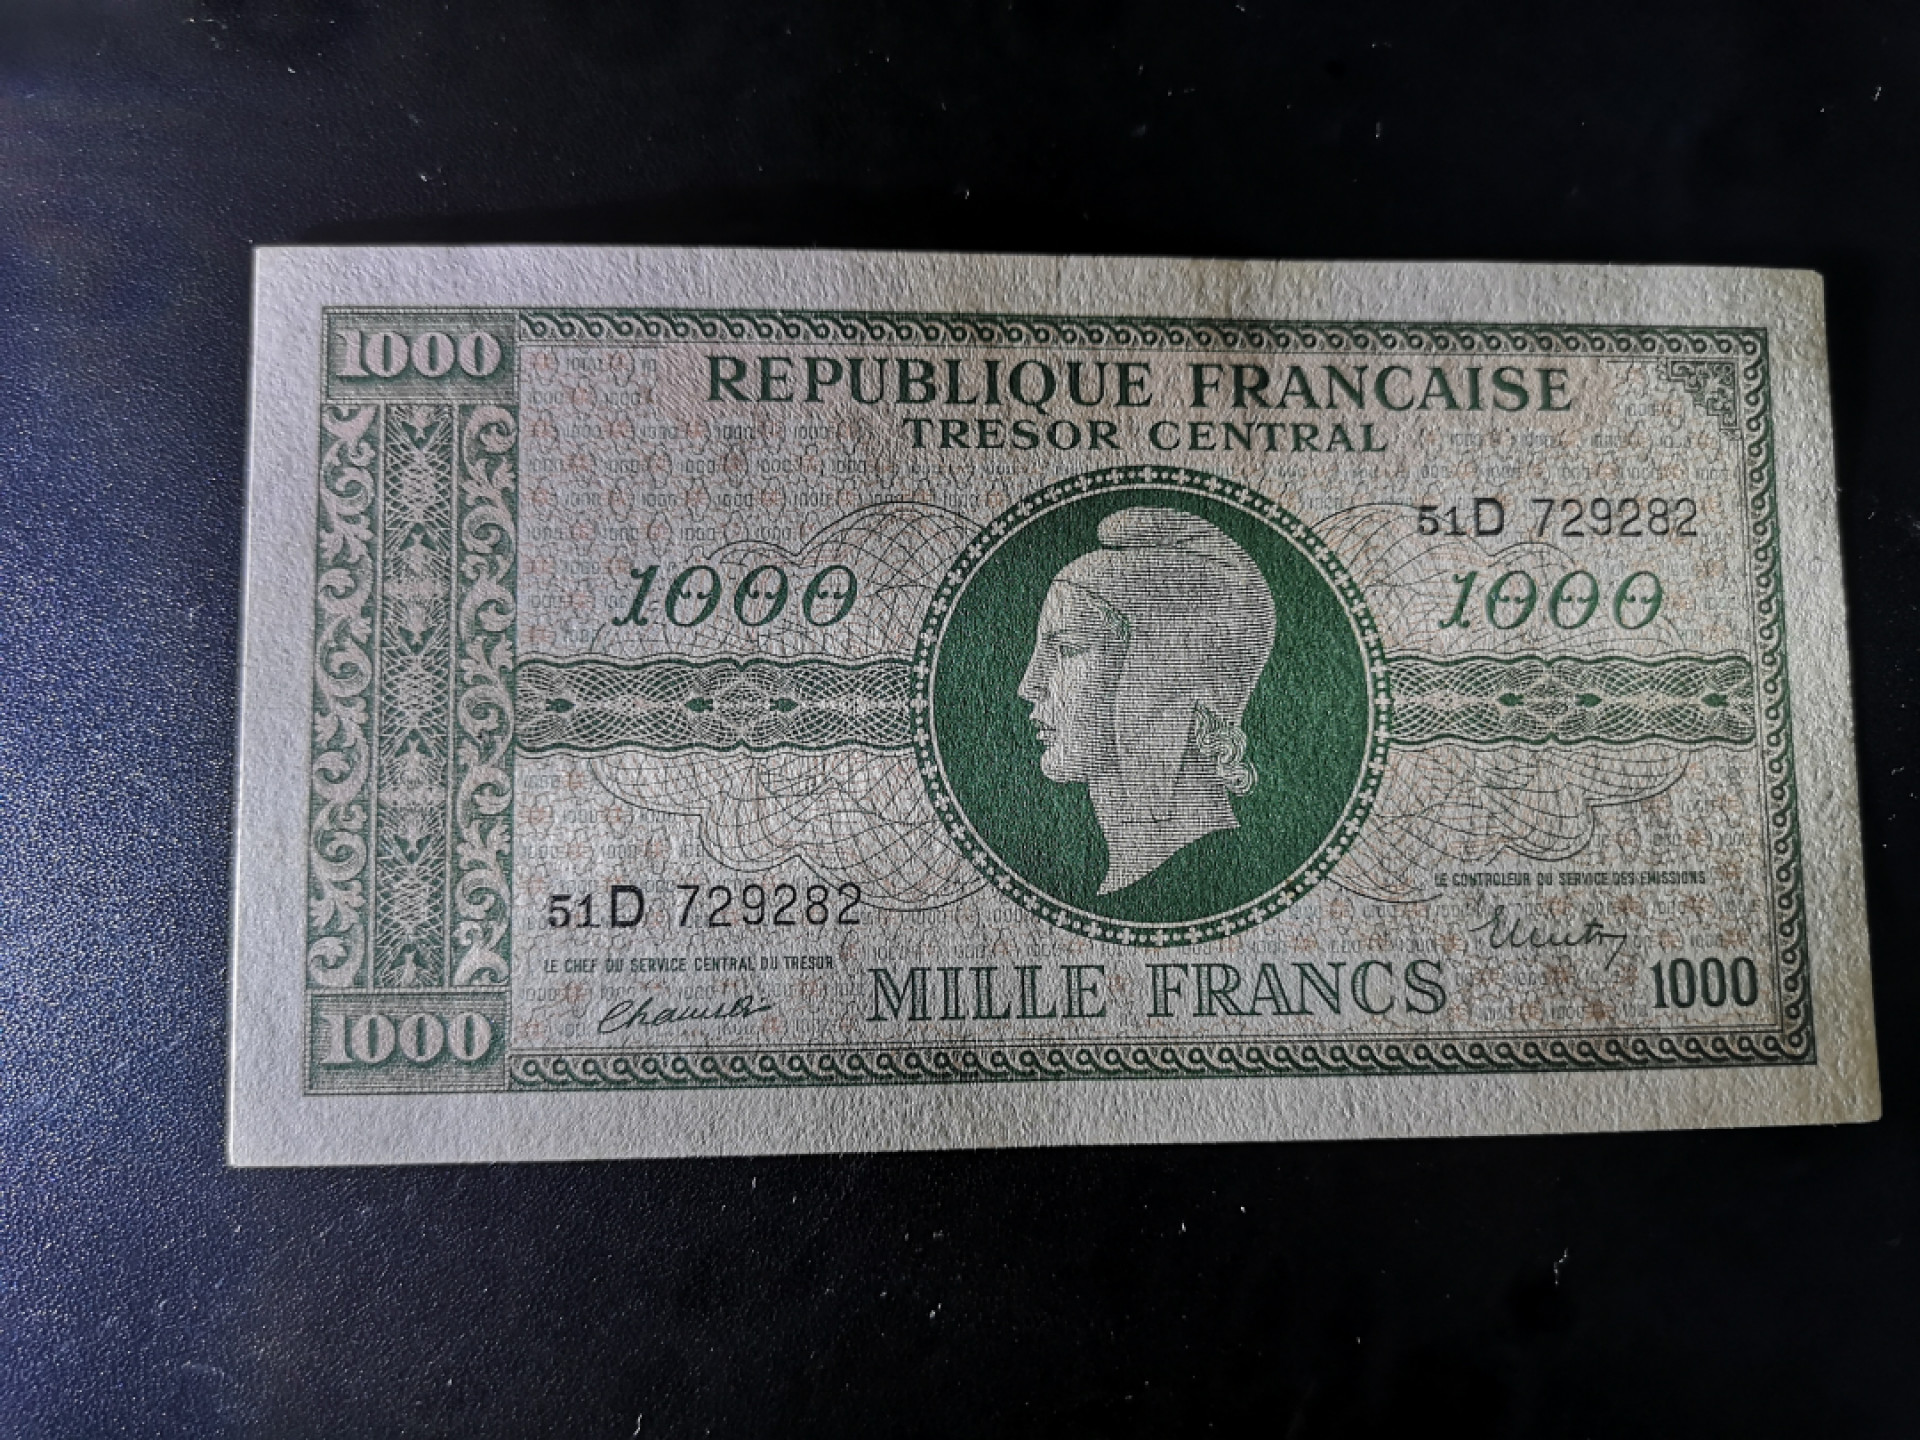 1000
REPUBLIQUE FRANCAISE
TRESOR CENTRAL
51D 729282
1000
1000
51D 729282
LE CHEF DU SERVICE CENTRAL DU TRESOR
LE CONTROLEUR DU SERVICE DES EMISSIONS
MILLE FRANCS
1000
1000